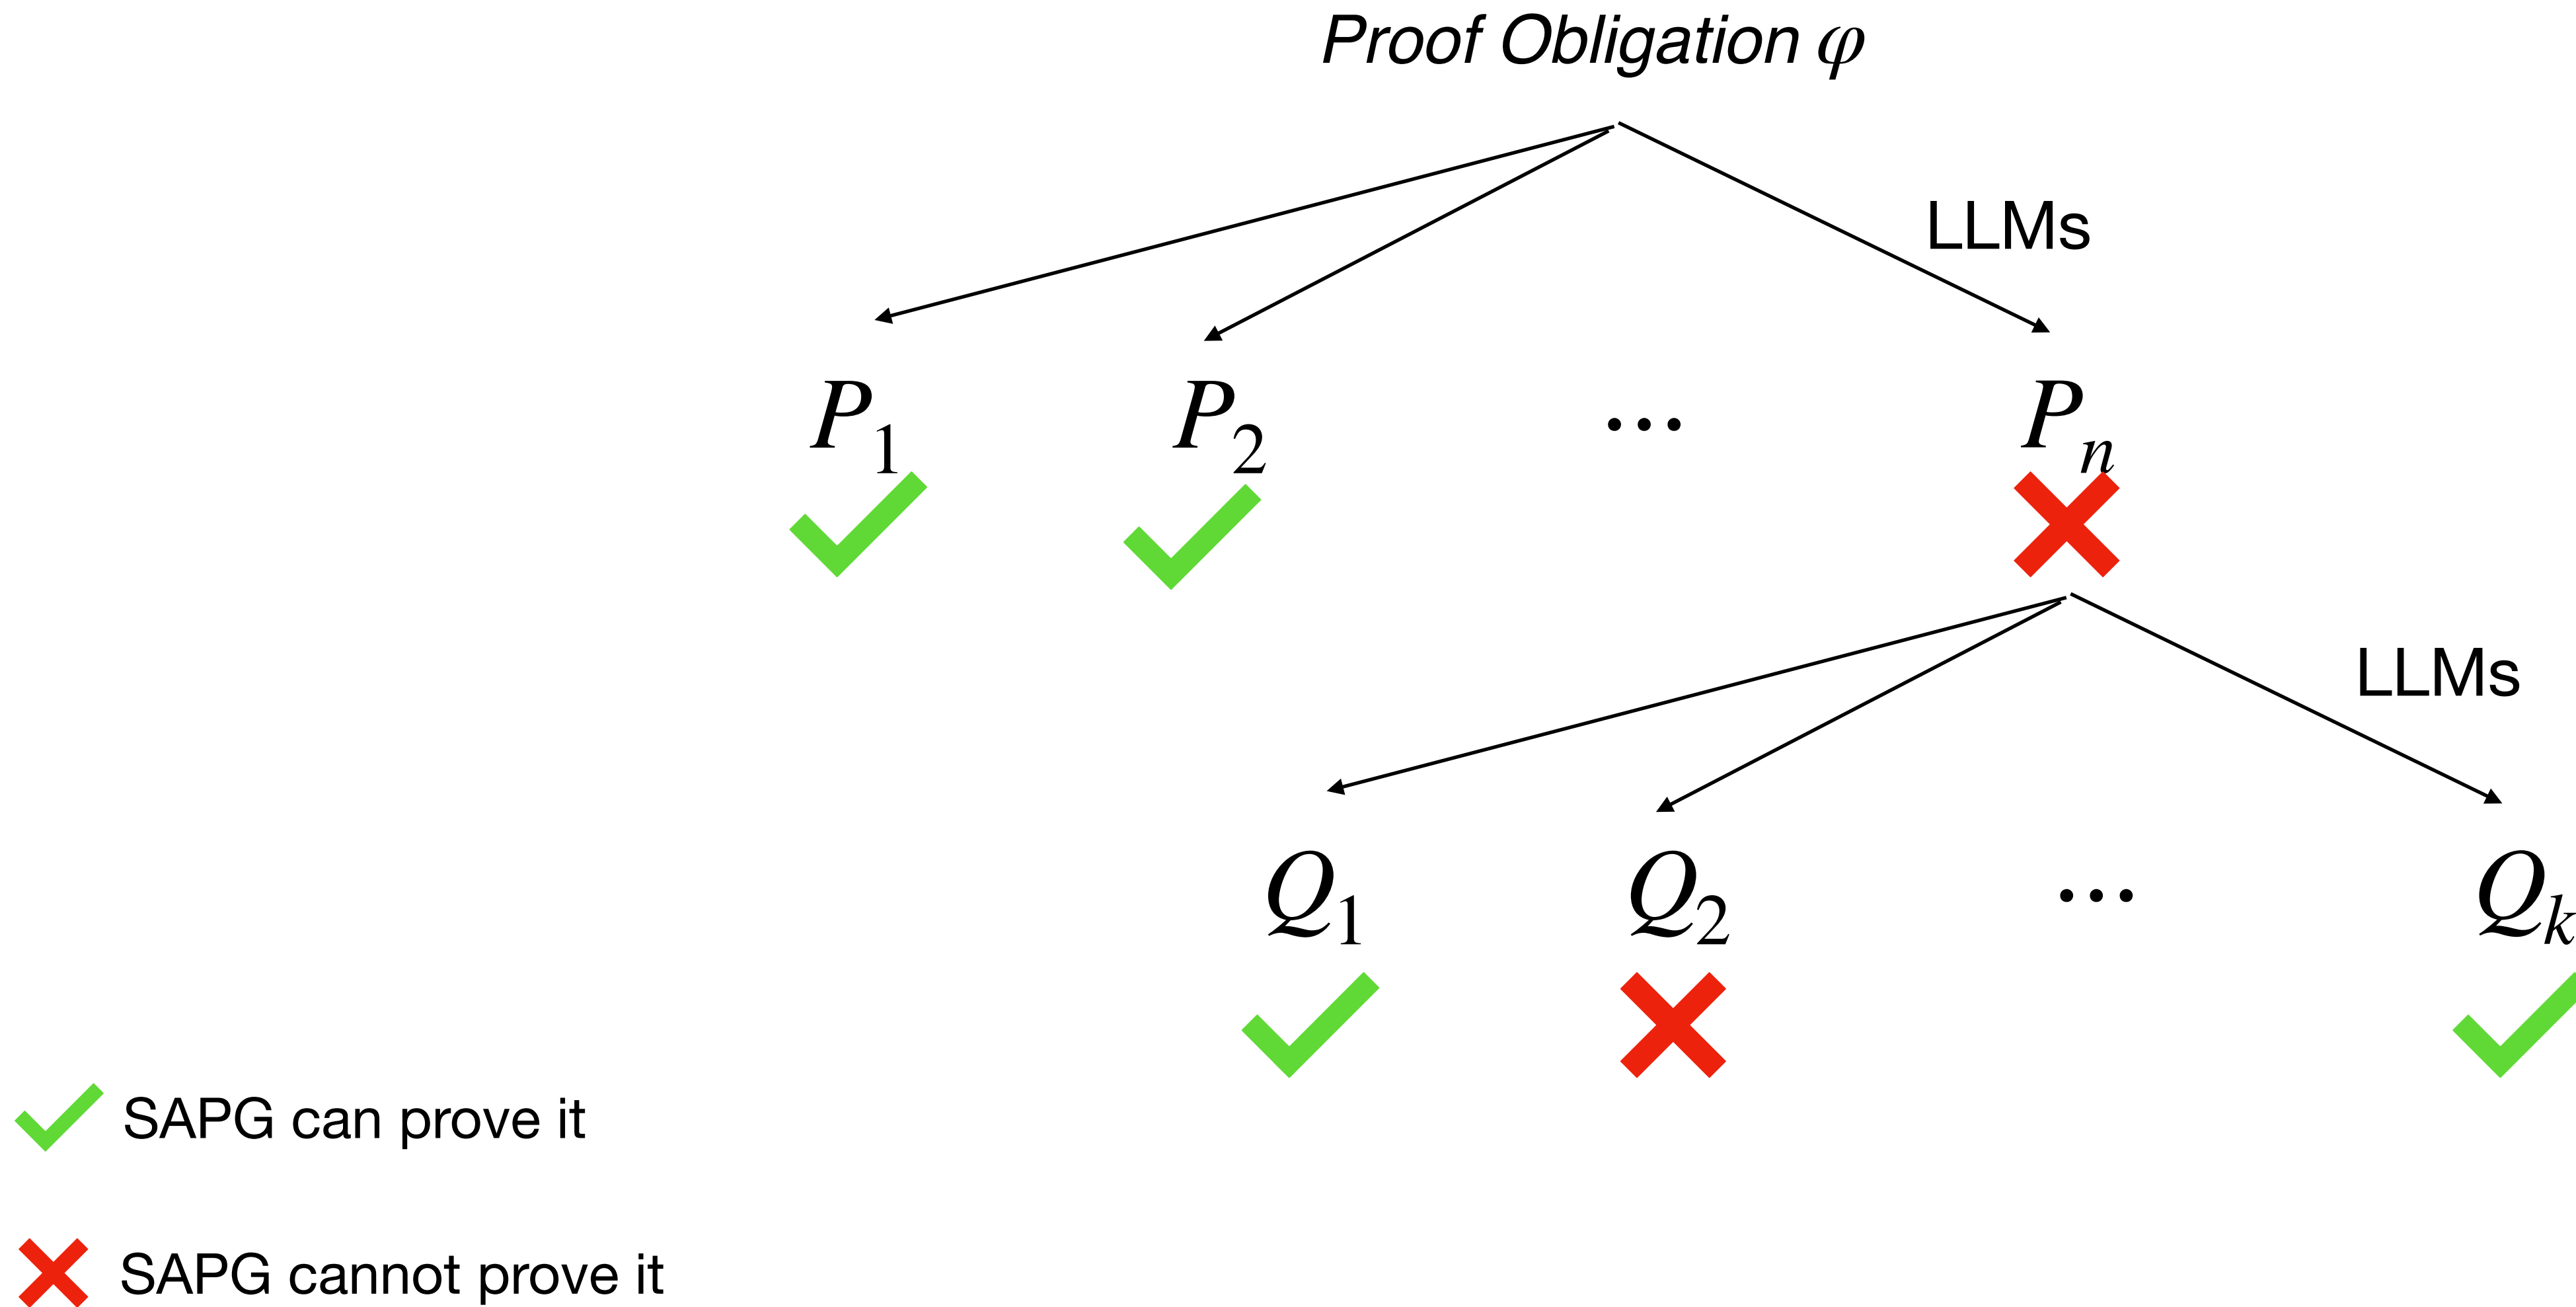 Proof Obligation φ
LLMs
P₁ P₂ ... Pₙ
LLMs
Q₁ Q₂ ... Qₖ
SAPG can prove it
SAPG cannot prove it